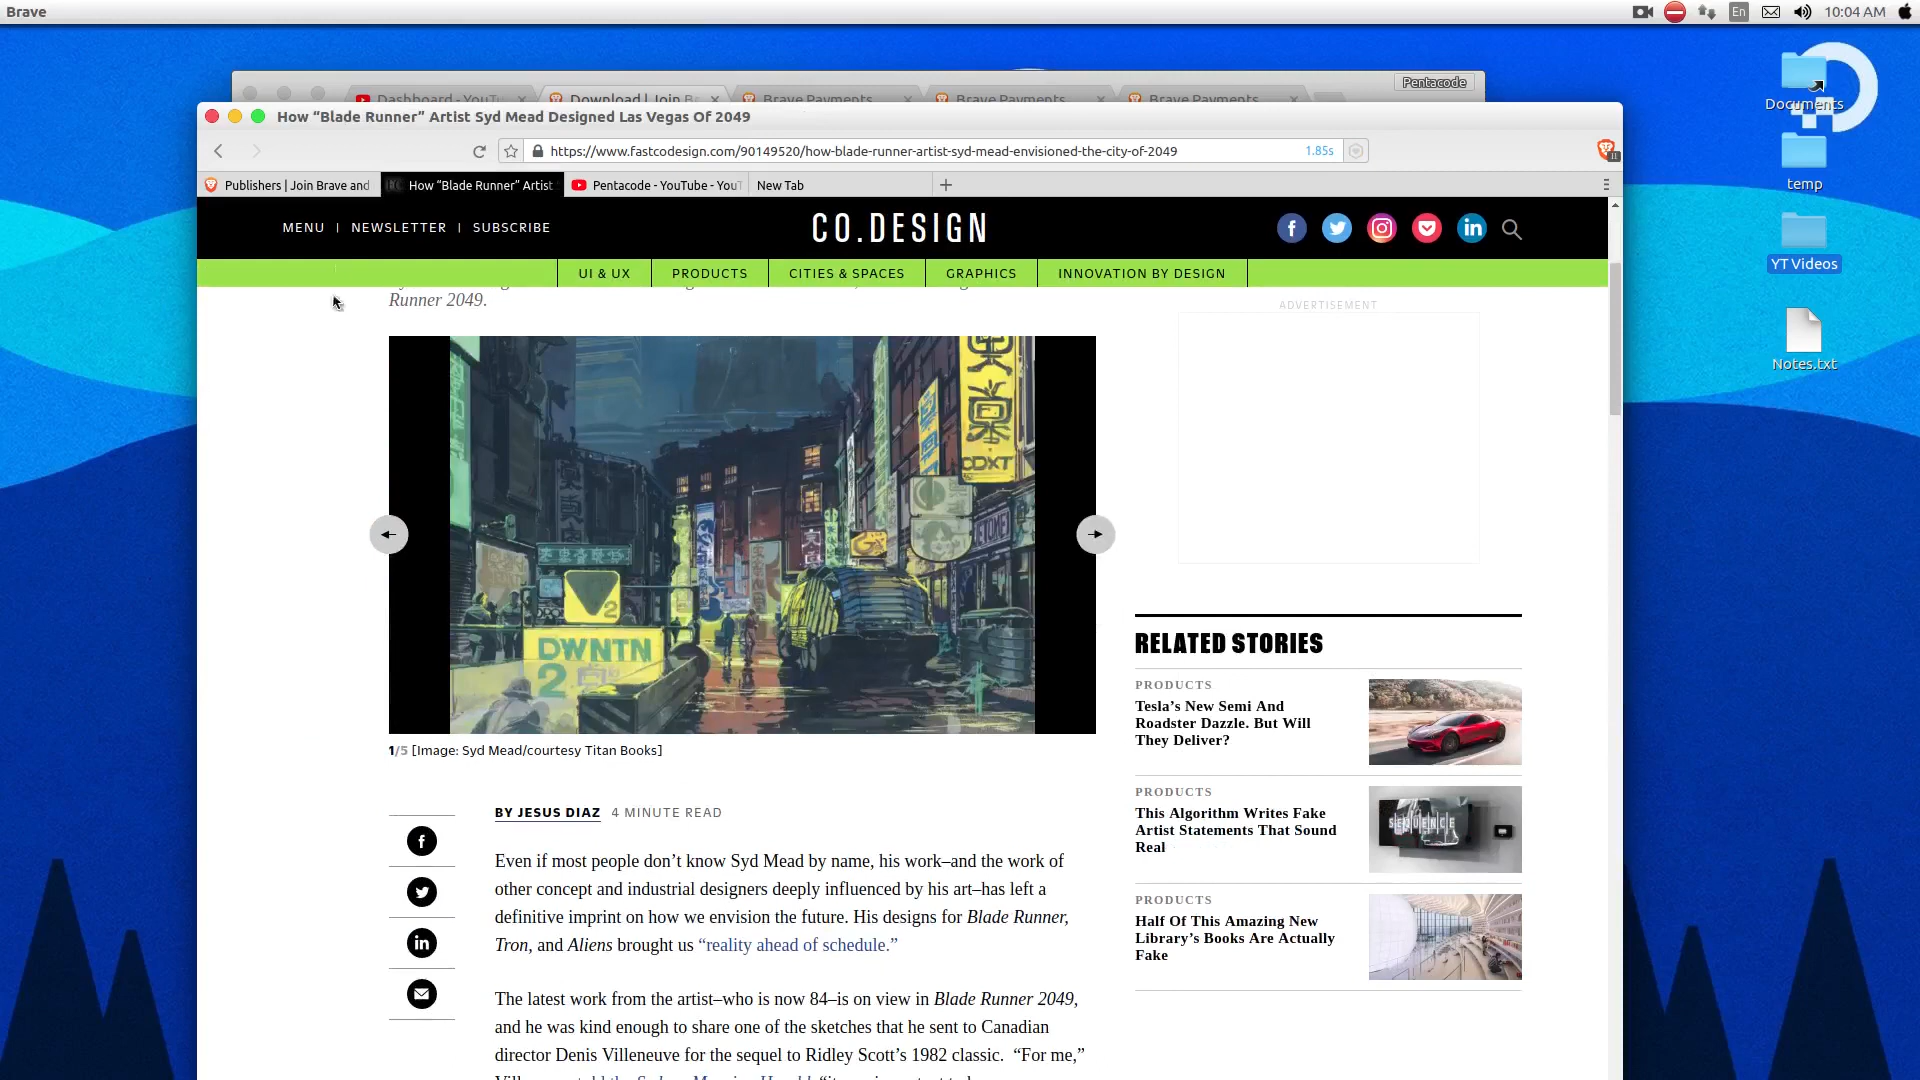 Brave
En
10:04 AM
Pentacode
Dashboard - YouTu
Download | Join B
Brave Payments
Brave Payments
Brave Payments
How “Blade Runner” Artist Syd Mead Designed Las Vegas Of 2049
https://www.fastcodesign.com/90149520/how-blade-runner-artist-syd-mead-envisioned-the-city-of-2049
1.85s
11
Publishers | Join Brave and
How “Blade Runner” Artist
Pentacode - YouTube - YouT
New Tab
MENU | NEWSLETTER | SUBSCRIBE
CO.DESIGN
UI & UX
PRODUCTS
CITIES & SPACES
GRAPHICS
INNOVATION BY DESIGN
Runner 2049.
ADVERTISEMENT
CDXT
DWNTN
2
2
1/5 [Image: Syd Mead/courtesy Titan Books]
BY JESUS DIAZ 4 MINUTE READ
Even if most people don’t know Syd Mead by name, his work–and the work of
other concept and industrial designers deeply influenced by his art–has left a
definitive imprint on how we envision the future. His designs for Blade Runner,
Tron, and Aliens brought us “reality ahead of schedule.”
The latest work from the artist–who is now 84–is on view in Blade Runner 2049,
and he was kind enough to share one of the sketches that he sent to Canadian
director Denis Villeneuve for the sequel to Ridley Scott’s 1982 classic. “For me,”
RELATED STORIES
PRODUCTS
Tesla’s New Semi And
Roadster Dazzle. But Will
They Deliver?
PRODUCTS
This Algorithm Writes Fake
Artist Statements That Sound
Real
SEQUENCE
PRODUCTS
Half Of This Amazing New
Library’s Books Are Actually
Fake
Documents
temp
YT Videos
Notes.txt